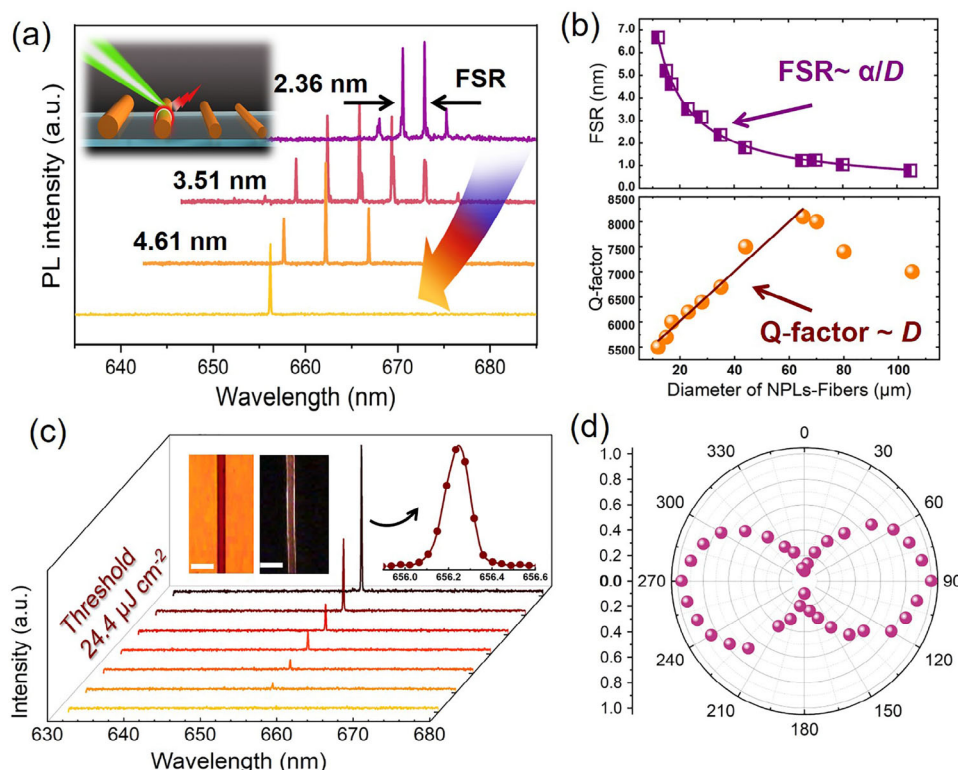 (a)
2.36 nm
FSR
3.51 nm
4.61 nm
PL intensity (a.u.)
640 650 660 670 680
Wavelength (nm)
(b)
7.0
6.0
5.0
4.0
3.0
2.0
1.0
0.0
FSR (nm)
FSR~ α/D
8500
8000
7500
7000
6500
6000
5500
Q-factor
Q-factor ~ D
20 40 60 80 100
Diameter of NPLs-Fibers (μm)
(c)
Threshold
24.4 μJ cm-2
656.0 656.2 656.4 656.6
Intensity (a.u.)
630 640 650 660 670 680
Wavelength (nm)
(d)
1.0
0.8
0.6
0.4
0.2
0.0
0.0
0.2
0.4
0.6
0.8
1.0
0
30
60
90
120
150
180
210
240
270
300
330